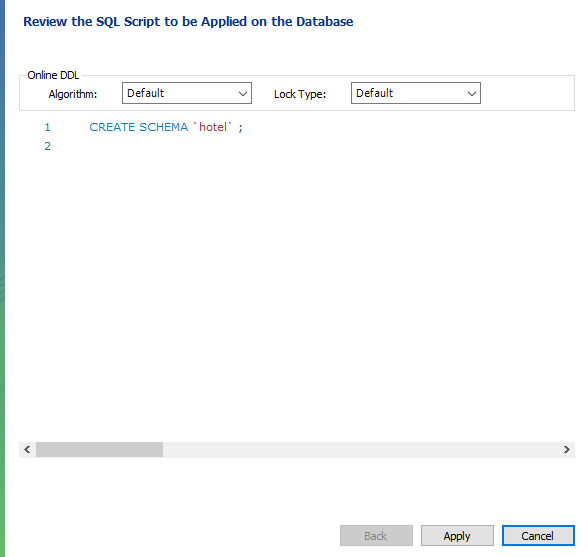 Review the SQL Script to be Applied on the Database
Online DDL
Algorithm: Default Lock Type: Default
1 CREATE SCHEMA `hotel` ;
2
Back Apply Cancel